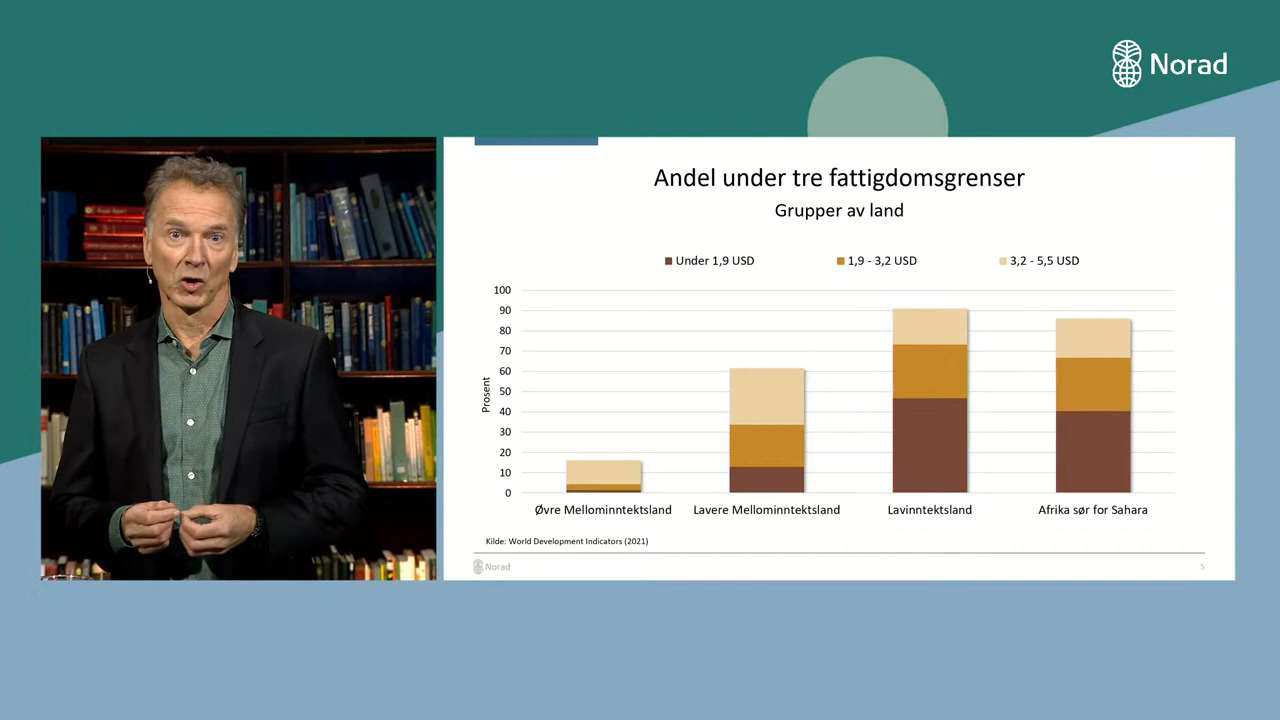 Norad
Andel under tre fattigdomsgrenser
Grupper av land
Under 1,9 USD
1,9 - 3,2 USD
3,2 - 5,5 USD
100
90
80
70
60
50
40
30
20
10
0
Prosent
Øvre Mellominntektsland
Lavere Mellominntektsland
Lavinntektsland
Afrika sør for Sahara
Kilde: World Development Indicators (2021)
Norad
5